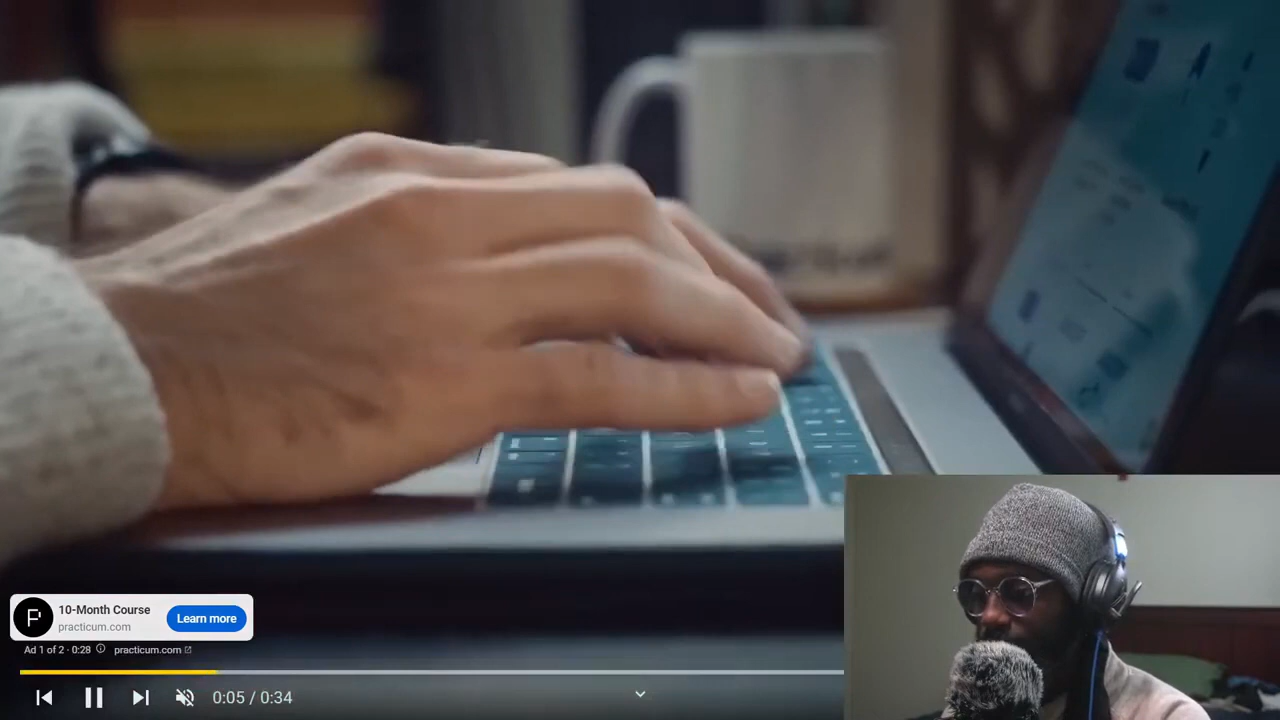 10-Month Course
practicum.com
Learn more
Ad 1 of 2 · 0:28
practicum.com
0:05 / 0:34